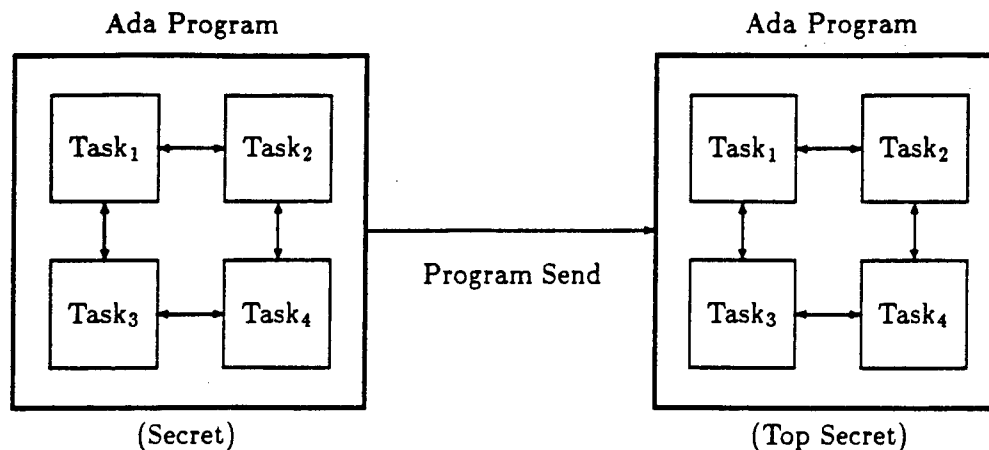 Ada Program
Ada Program
Task₁
Task₂
Task₁
Task₂
Program Send
Task₃
Task₄
Task₃
Task₄
(Secret)
(Top Secret)